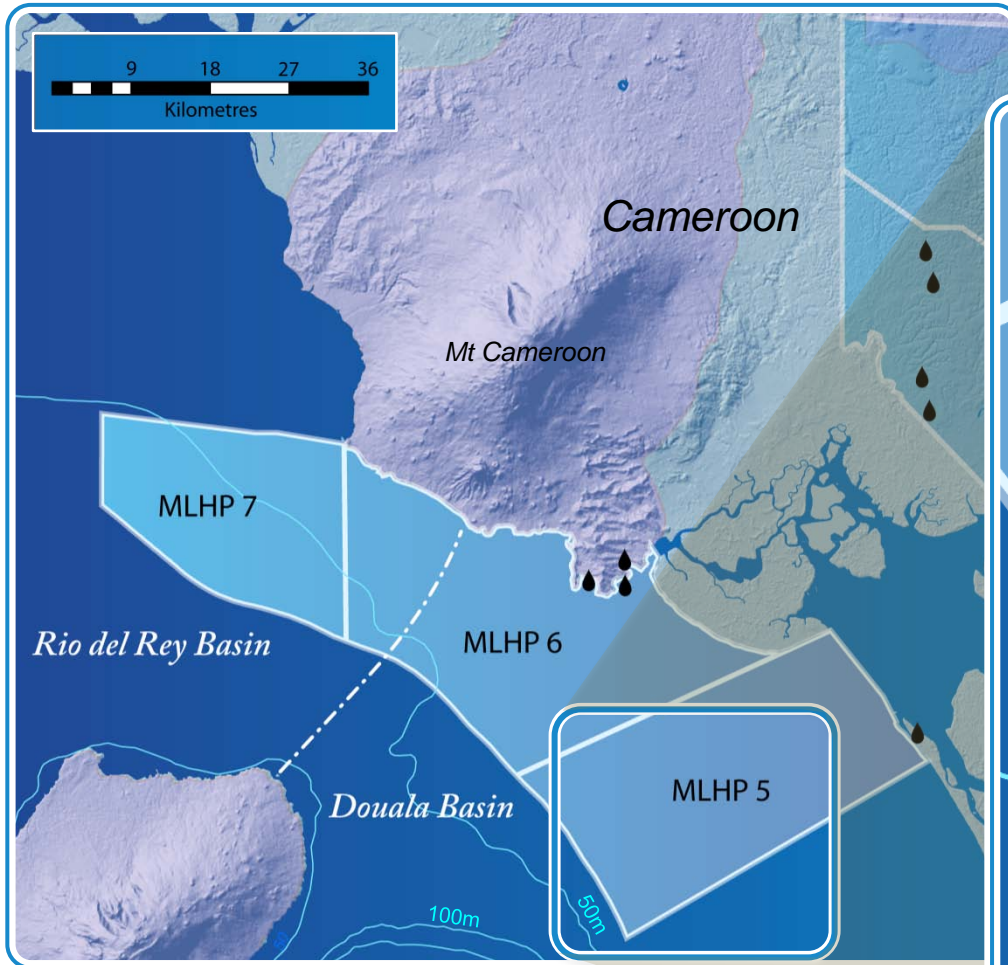 9 18 27 36
Kilometres
Cameroon
Mt Cameroon
MLHP 7
MLHP 6
Rio del Rey Basin
MLHP 5
Douala Basin
100m
50m